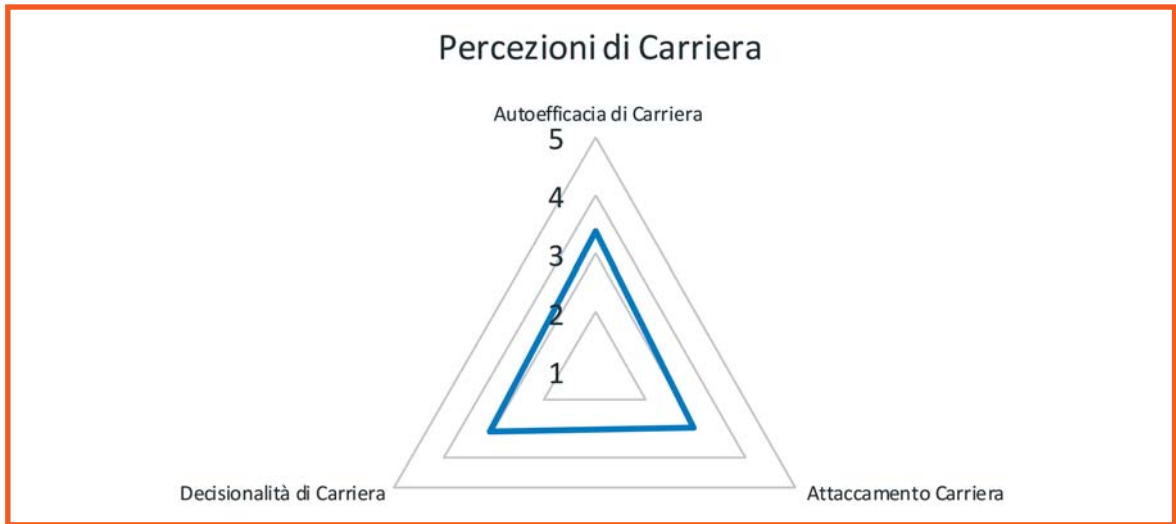 Percezioni di Carriera
Autoefficacia di Carriera
5
4
3
2
1
Decisionalità di Carriera
Attaccamento Carriera